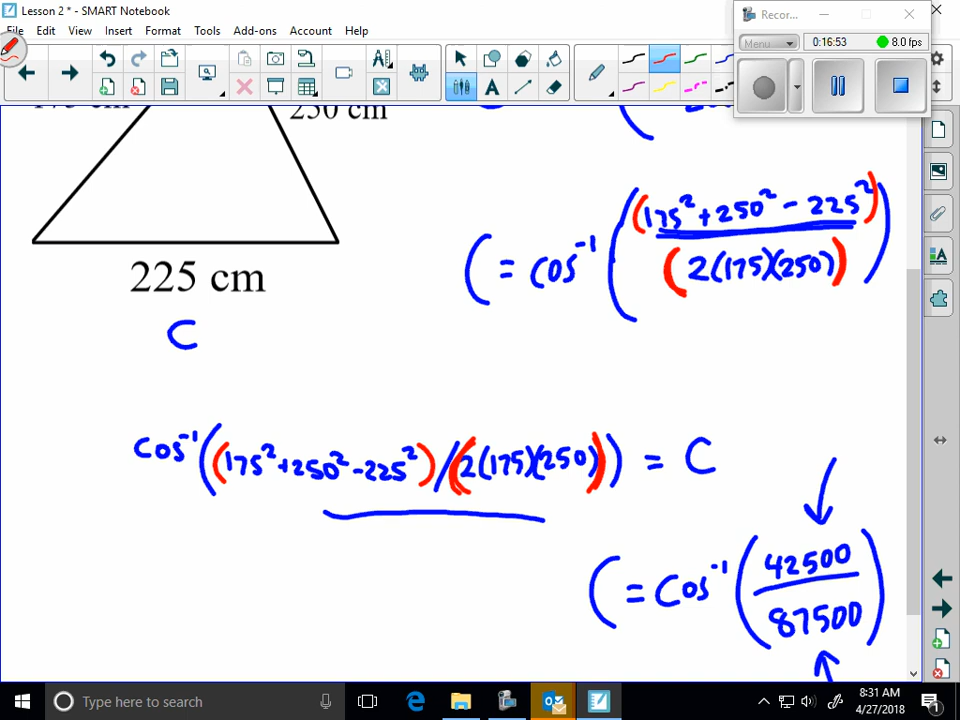 Lesson 2 * - SMART Notebook
File Edit View Insert Format Tools Add-ons Account Help
Recor...
Menu 0:16:53 8.0 fps
250 cm
225 cm
C
C = cos⁻¹((175² + 250² - 225²) / (2(175)(250)))
cos⁻¹((175² + 250² - 225²)/(2(175)(250))) = C
C = cos⁻¹(42500 / 87500)
Type here to search
8:31 AM
4/27/2018
1